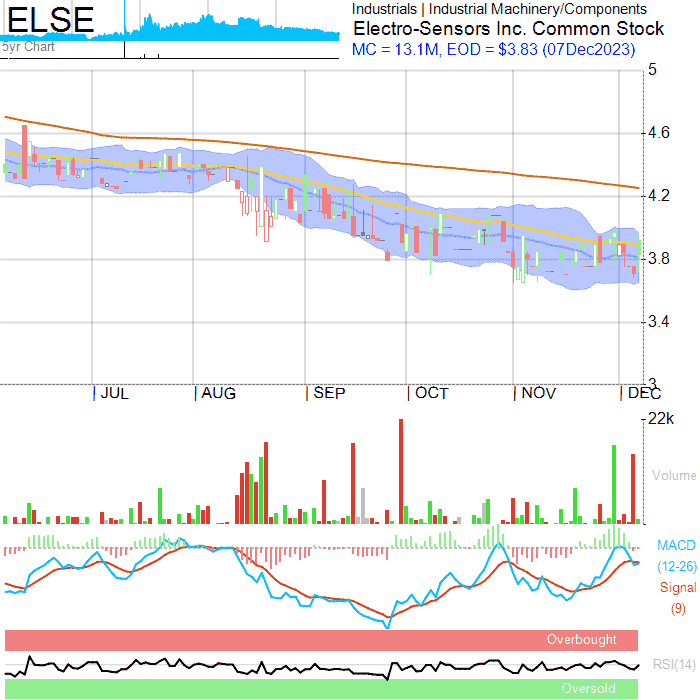 ELSE
5yr Chart
Industrials | Industrial Machinery/Components
Electro-Sensors Inc. Common Stock
MC = 13.1M, EOD = $3.83 (07Dec2023)
5
4.6
4.2
3.8
3.4
3
JUL AUG SEP OCT NOV DEC
22k
Volume
MACD
(12-26)
Signal
(9)
Overbought
RSI(14)
Oversold